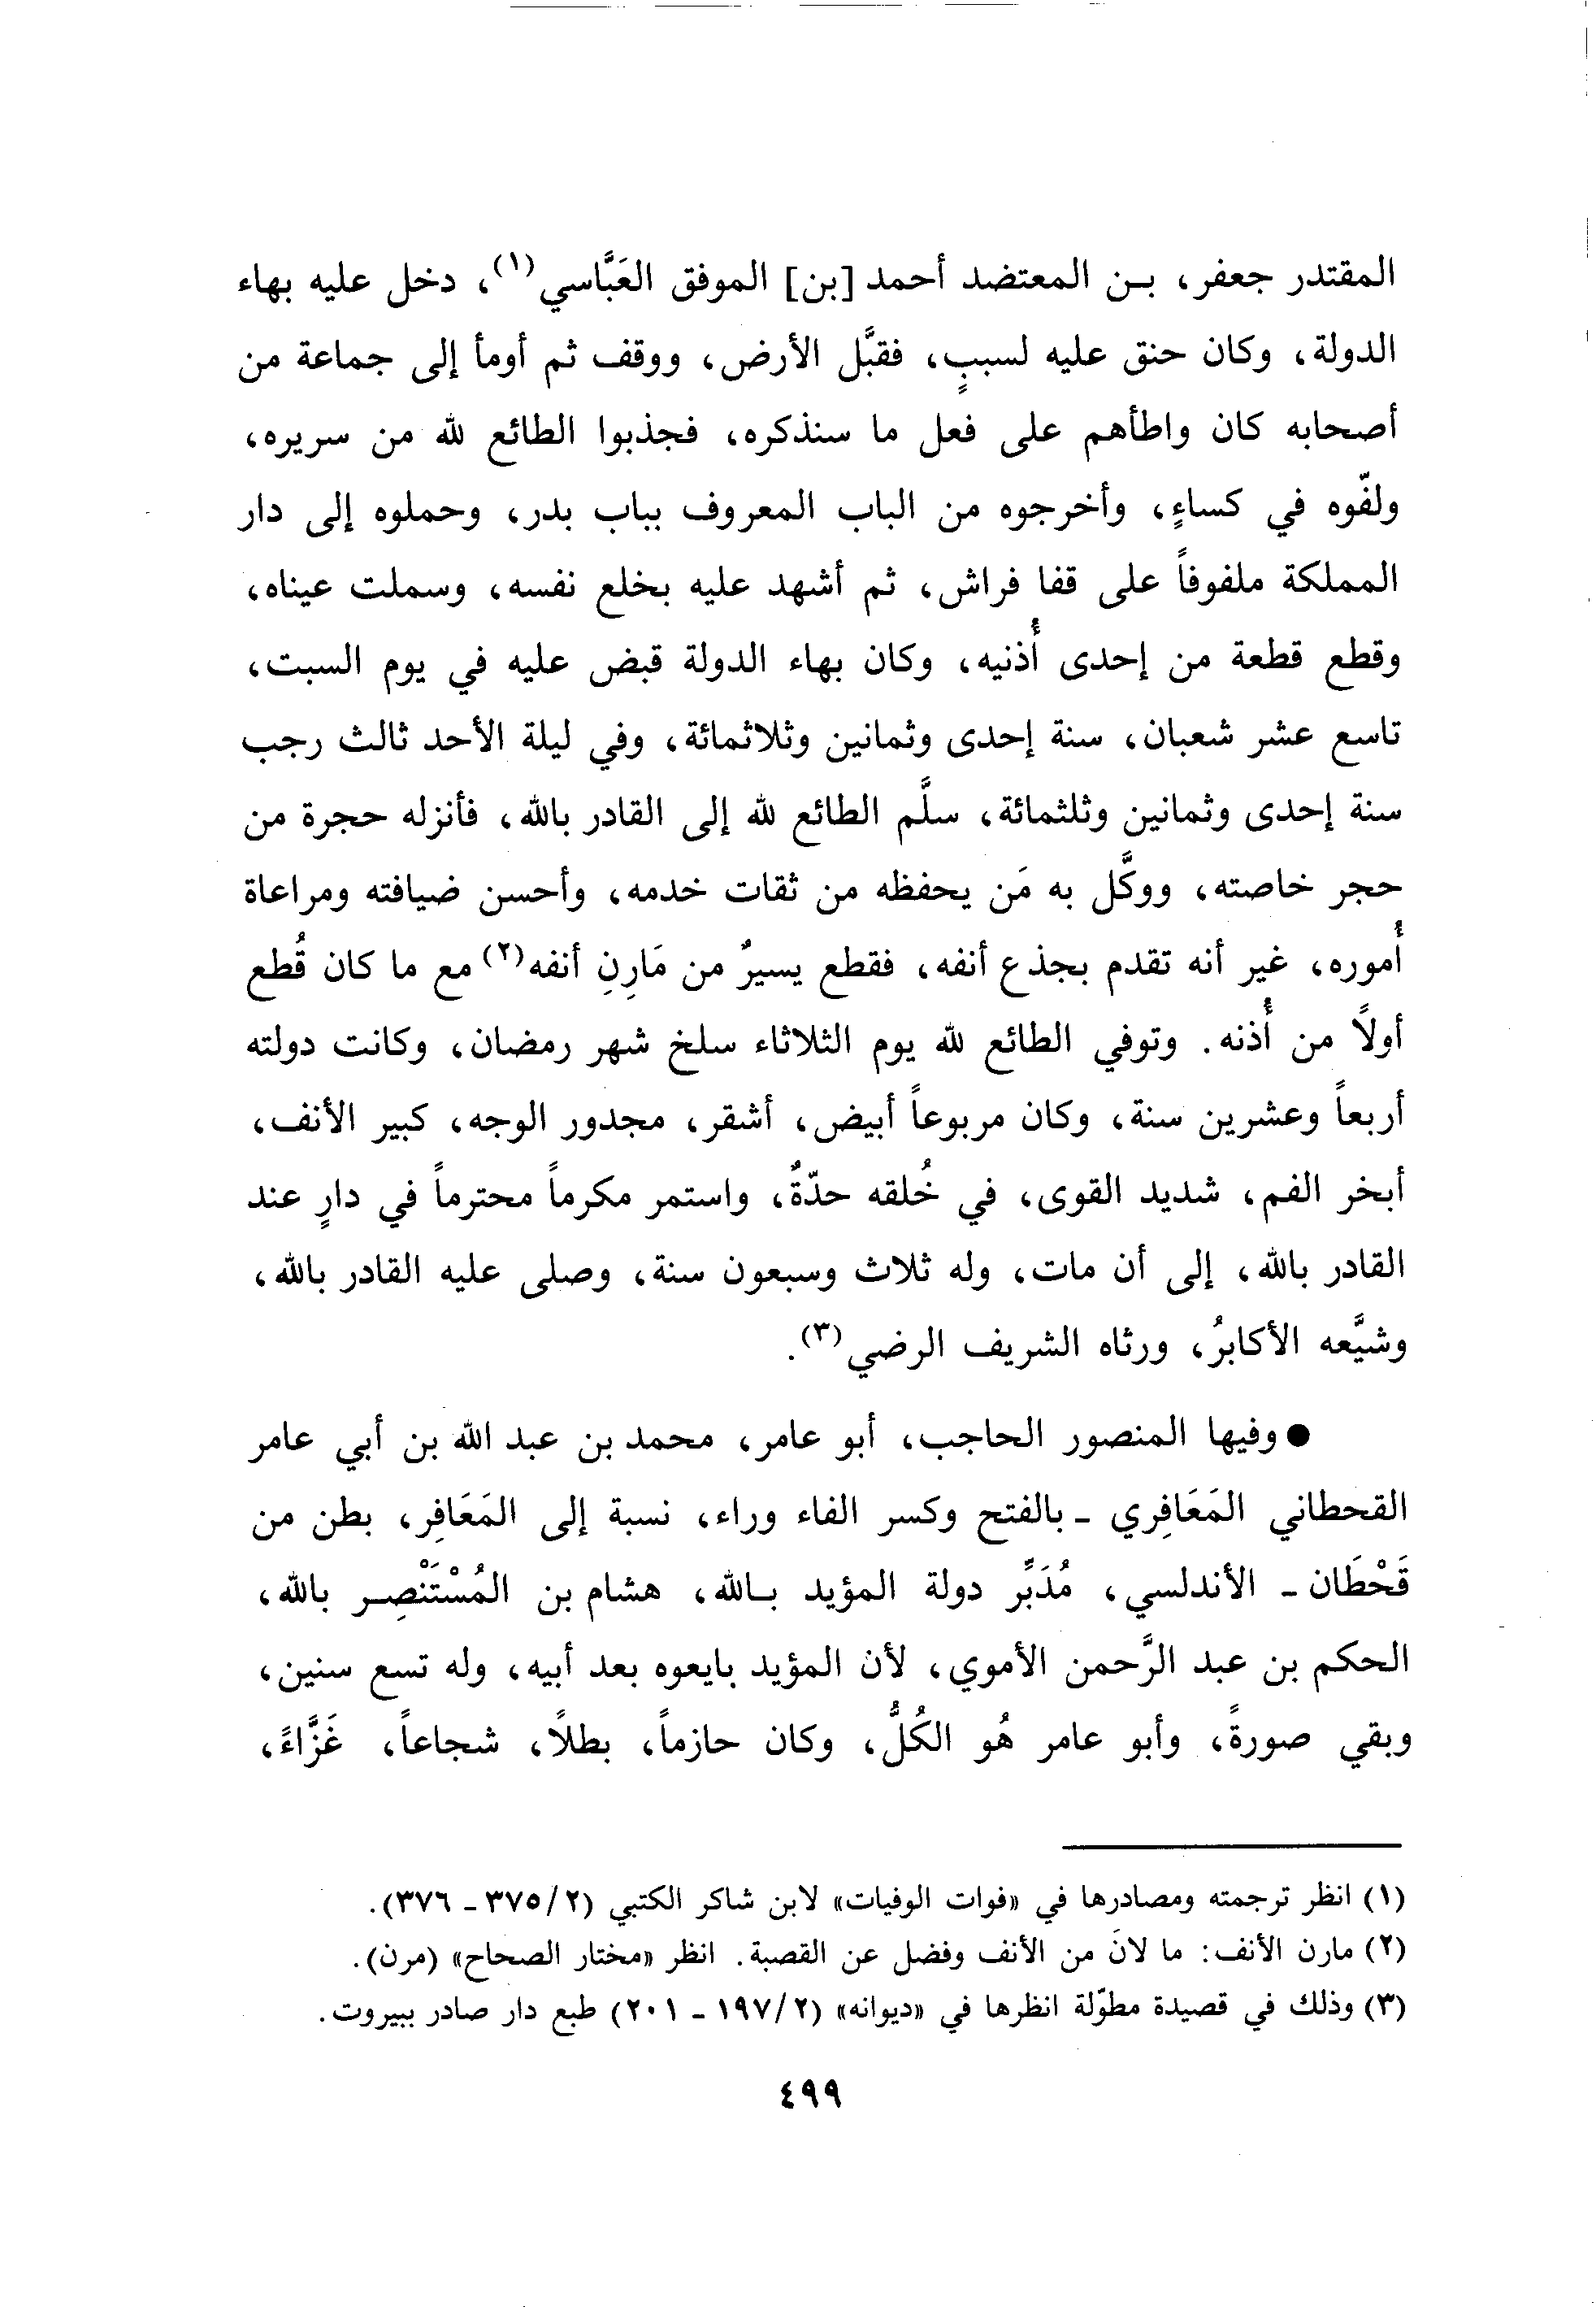 المقتدر جعفر، بـن المعتضد أحمد [بن] الموفق العَبَّاسي(١)، دخل عليه بهاء
الدولة، وكان حنق عليه لسببٍ، فقبَّل الأرض، ووقف ثم أومأ إلى جماعة من
أصحابه كان واطأهم على فعل ما سنذكره، فجذبوا الطائع لله من سريره،
ولفّوه في كساءٍ، وأخرجوه من الباب المعروف بباب بدر، وحملوه إلى دار
المملكة ملفوفاً على قفا فراش، ثم أشهد عليه بخلع نفسه، وسملت عيناه،
وقطع قطعة من إحدى أُذنيه، وكان بهاء الدولة قبض عليه في يوم السبت،
تاسع عشر شعبان، سنة إحدى وثمانين وثلاثمائة، وفي ليلة الأحد ثالث رجب
سنة إحدى وثمانين وثلثمائة، سلَّم الطائع لله إلى القادر بالله، فأنزله حجرة من
حجر خاصته، ووكَّل به مَن يحفظه من ثقات خدمه، وأحسن ضيافته ومراعاة
أُموره، غير أنه تقدم بجذع أنفه، فقطع يسيرٌ من مَارِنِ أنفه(٢) مع ما كان قُطع
أولاً من أُذنه. وتوفي الطائع لله يوم الثلاثاء سلخ شهر رمضان، وكانت دولته
أربعاً وعشرين سنة، وكان مربوعاً أبيض، أشقر، مجدور الوجه، كبير الأنف،
أبخر الفم، شديد القوى، في خُلقه حدّةٌ، واستمر مكرماً محترماً في دارٍ عند
القادر بالله، إلى أن مات، وله ثلاث وسبعون سنة، وصلى عليه القادر بالله،
وشيَّعه الأكابرُ، ورثاه الشريف الرضي(٣).
● وفيها المنصور الحاجب، أبو عامر، محمد بن عبد الله بن أبي عامر
القحطاني المَعَافِري - بالفتح وكسر الفاء وراء، نسبة إلى المَعَافِر، بطن من
قَحْطَان - الأندلسي، مُدَبِّر دولة المؤيد بـالله، هشام بن المُسْتَنْصِـر بالله،
الحكم بن عبد الرَّحمن الأموي، لأن المؤيد بايعوه بعد أبيه، وله تسع سنين،
وبقي صورةً، وأبو عامر هُو الكُلُّ، وكان حازماً، بطلاً، شجاعاً، غَزَّاءً،
(١) انظر ترجمته ومصادرها في «فوات الوفيات» لابن شاكر الكتبي (٢/ ٣٧٥ - ٣٧٦).
(٢) مارن الأنف: ما لانَ من الأنف وفضل عن القصبة. انظر «مختار الصحاح» (مرن).
(٣) وذلك في قصيدة مطوّلة انظرها في «ديوانه» (٢/ ١٩٧ - ٢٠١) طبع دار صادر ببيروت.
٤٩٩